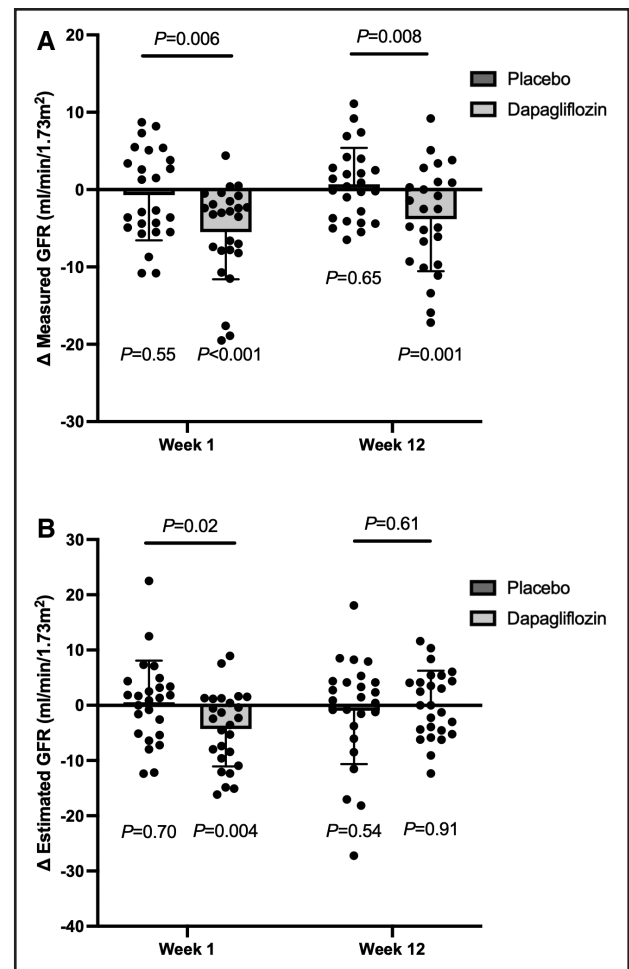 A
Δ Measured GFR (ml/min/1.73m2)
20
10
0
-10
-20
-30
P=0.006
P=0.008
Placebo
Dapagliflozin
P=0.65
P=0.55
P<0.001
P=0.001
Week 1
Week 12
B
Δ Estimated GFR (ml/min/1.73m2)
30
20
10
0
-10
-20
-30
-40
P=0.02
P=0.61
Placebo
Dapagliflozin
P=0.70
P=0.004
P=0.54
P=0.91
Week 1
Week 12